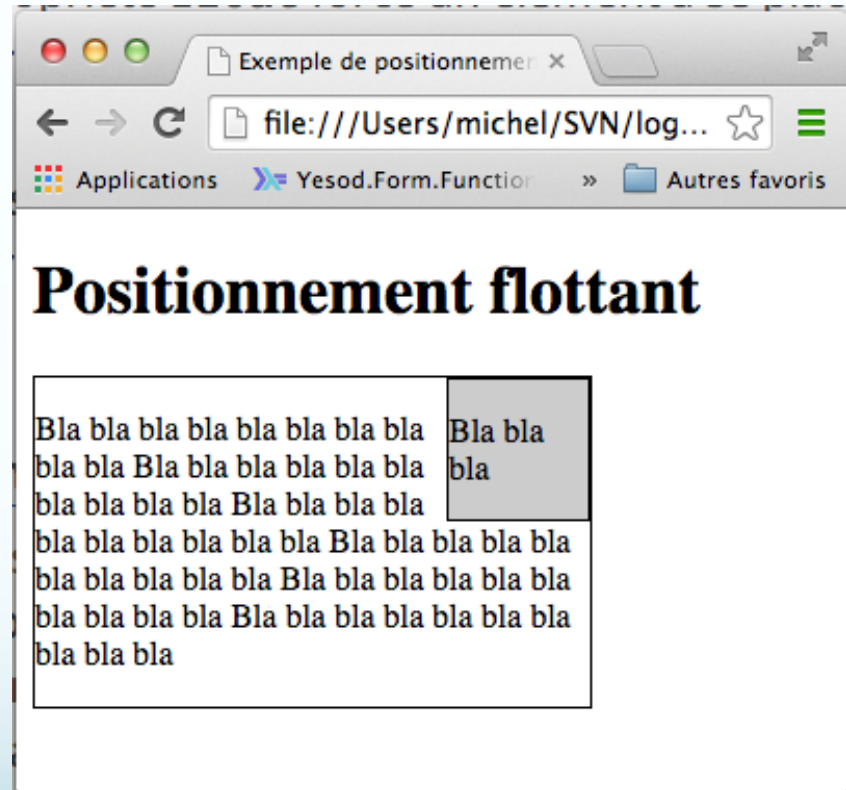 Exemple de positionnemen
file:///Users/michel/SVN/log...
Applications Yesod.Form.Function » Autres favoris
Positionnement flottant
Bla bla bla bla bla bla bla bla
bla bla Bla bla bla bla bla bla
bla bla bla bla Bla bla bla bla
bla bla bla bla bla bla Bla bla bla bla bla
bla bla bla bla bla Bla bla bla bla bla bla
bla bla bla bla Bla bla bla bla bla bla bla
bla bla bla
Bla bla
bla